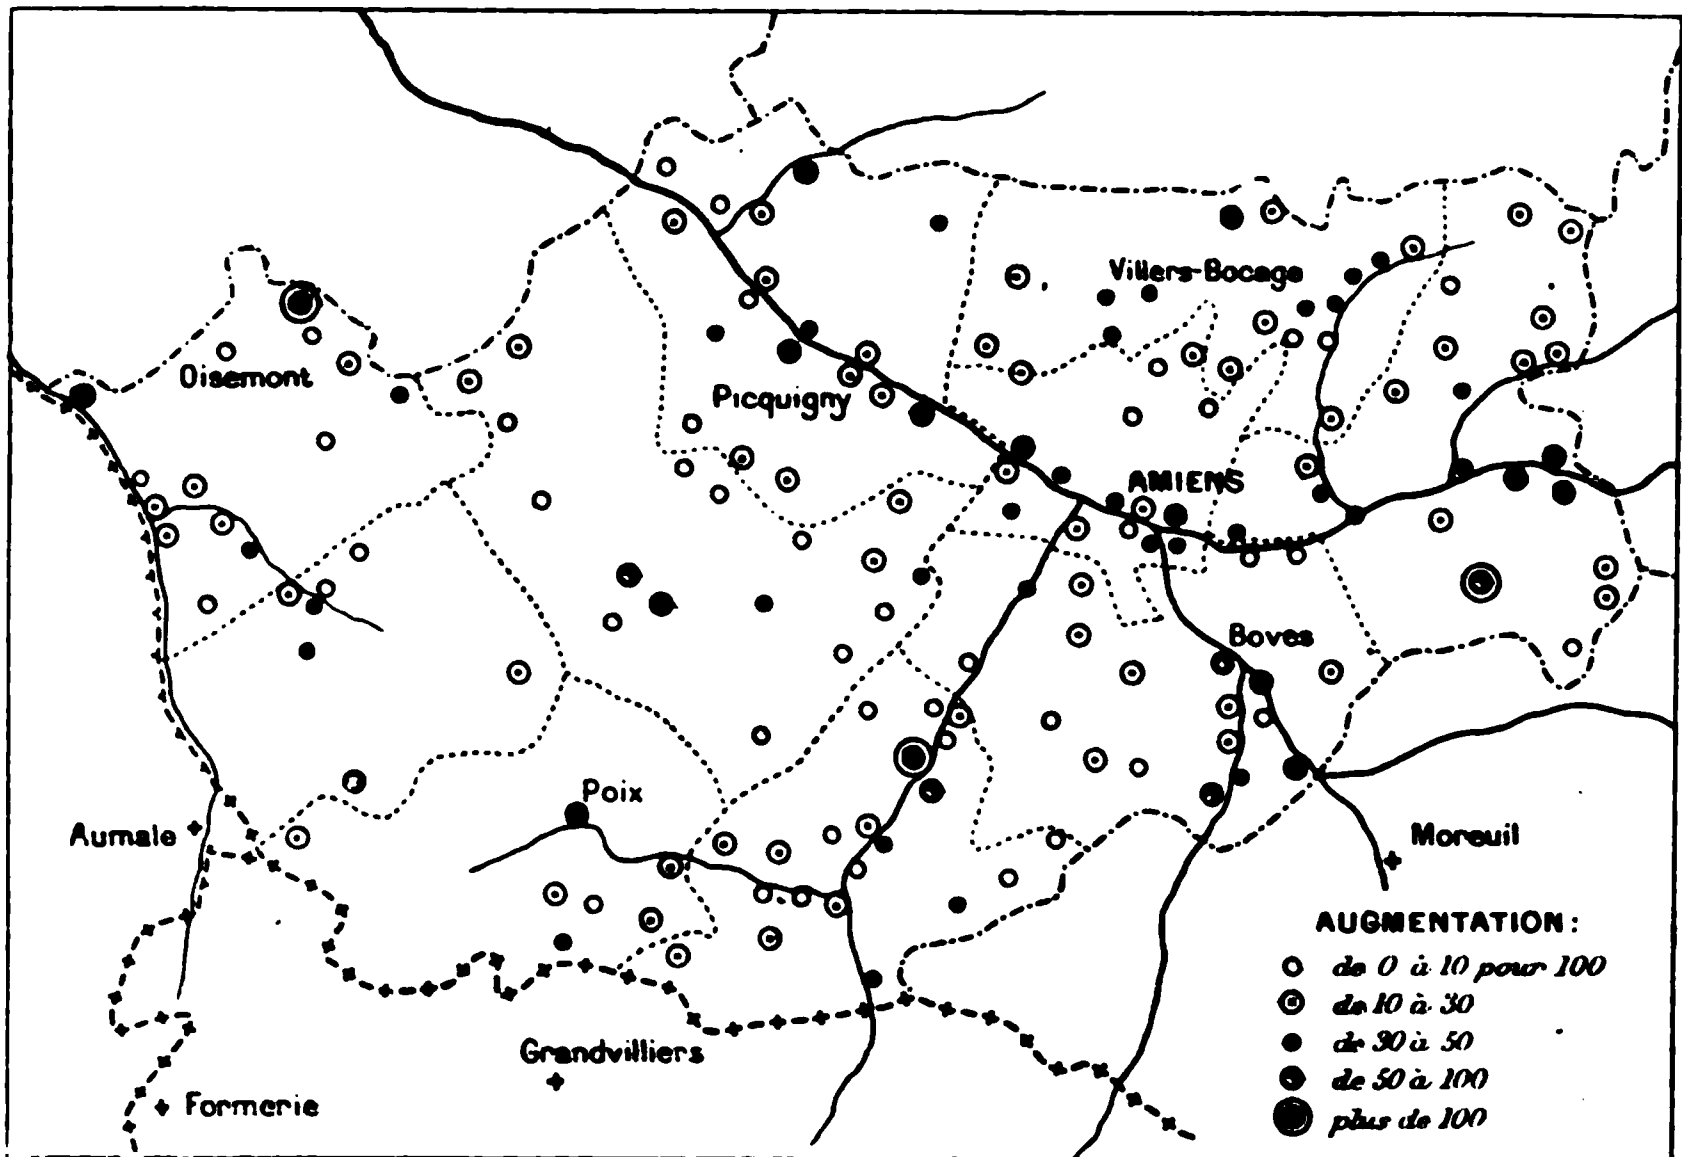 Villers-Bocage
Oisemont
Picquigny
AMIENS
Boves
Poix
Aumale
Moreuil
Grandvilliers
Formerie
AUGMENTATION:
de 0 à 10 pour 100
de 10 à 30
de 30 à 50
de 50 à 100
plus de 100